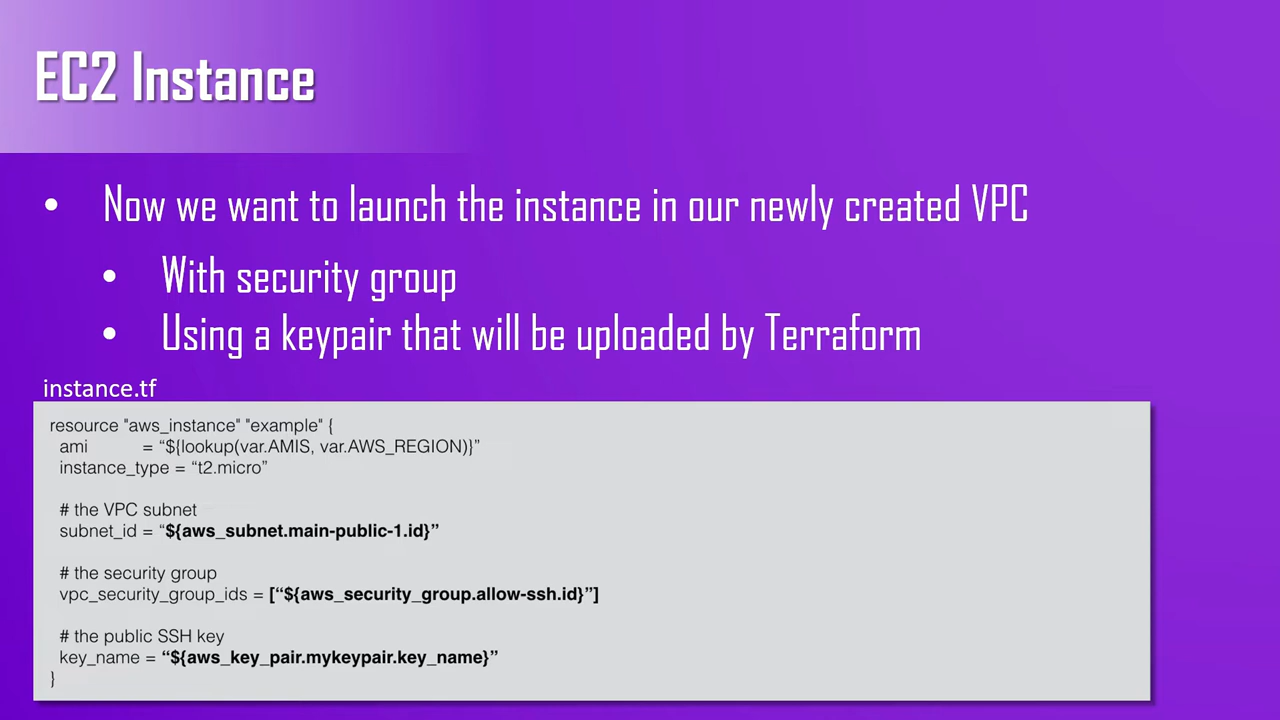 EC2 Instance
• Now we want to launch the instance in our newly created VPC
• With security group
• Using a keypair that will be uploaded by Terraform
instance.tf
resource "aws_instance" "example" {
ami = “${lookup(var.AMIS, var.AWS_REGION)}”
instance_type = “t2.micro”
# the VPC subnet
subnet_id = “${aws_subnet.main-public-1.id}”
# the security group
vpc_security_group_ids = [“${aws_security_group.allow-ssh.id}”]
# the public SSH key
key_name = “${aws_key_pair.mykeypair.key_name}”
}